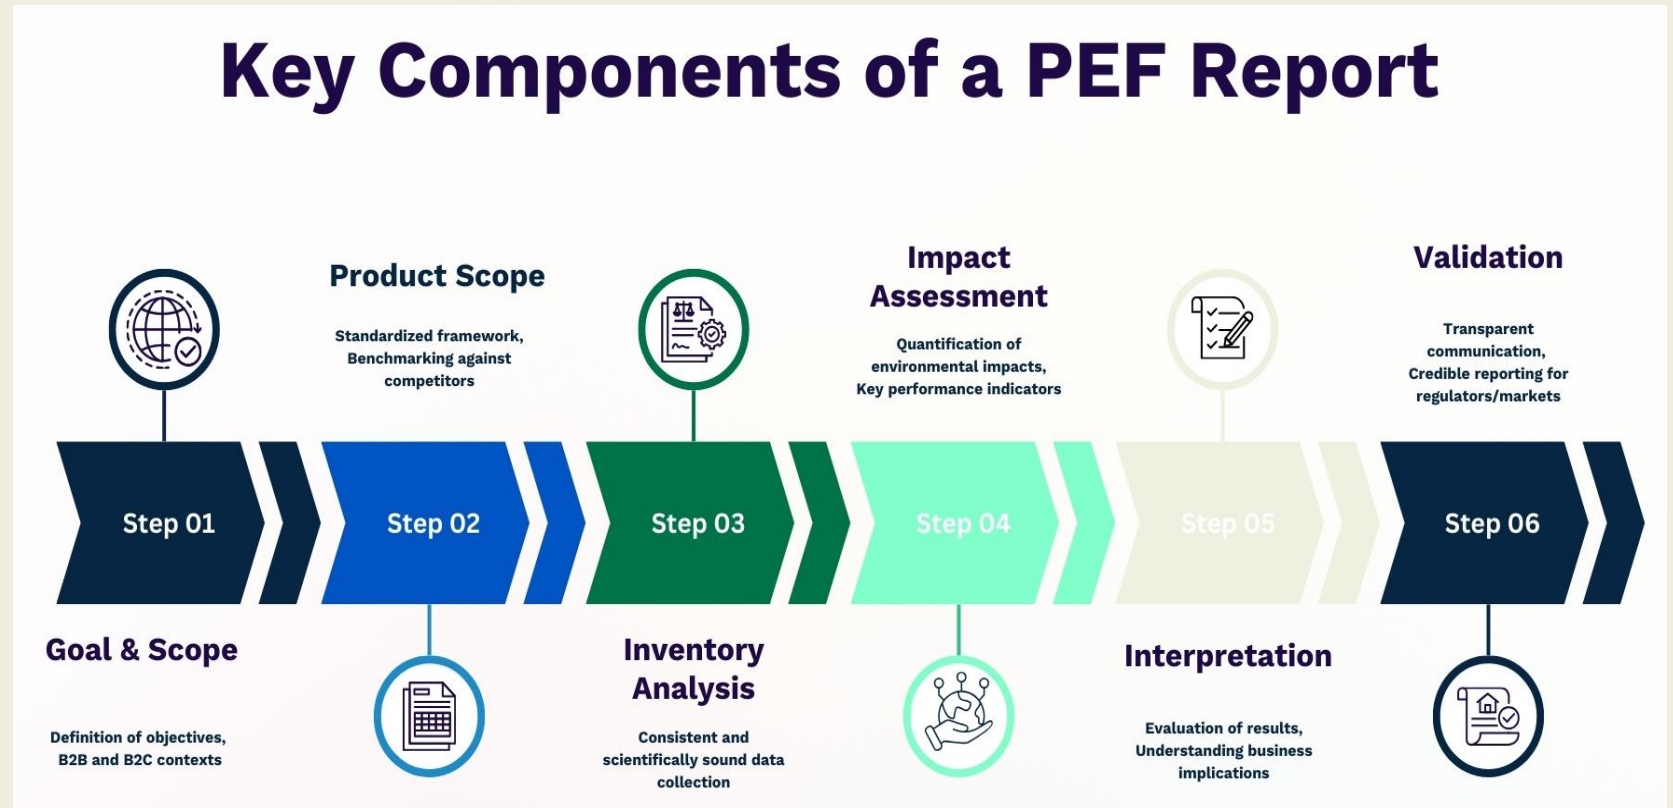 Key Components of a PEF Report
Step 01
Goal & Scope
Definition of objectives,
B2B and B2C contexts
Product Scope
Standardized framework,
Benchmarking against
competitors
Step 02
Step 03
Inventory
Analysis
Consistent and
scientifically sound data
collection
Impact
Assessment
Quantification of
environmental impacts,
Key performance indicators
Step 04
Step 05
Interpretation
Evaluation of results,
Understanding business
implications
Validation
Transparent
communication,
Credible reporting for
regulators/markets
Step 06